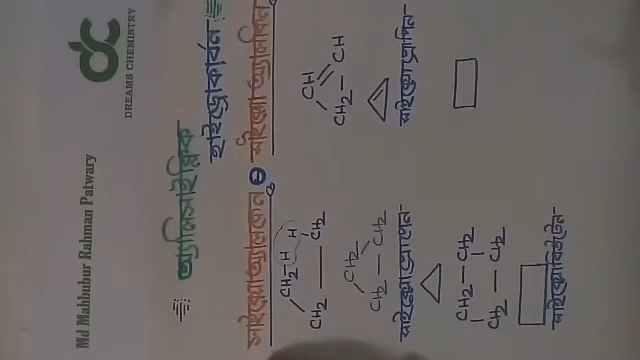 Md Mahbubur Rahman Patwary
DREAMS CHEMISTRY
অ্যালিসাইক্লিক
হাইড্রোকার্বন
সাইক্লোঅ্যালকেন
CH2 H H
CH2 CH2
CH2
CH2 CH2
সাইক্লোপ্রোপেন
CH2 CH2
CH2 CH2
সাইক্লোবিউটেন
সাইক্লোঅ্যালকিন
CH
CH2 CH
সাইক্লোপ্রোপিন